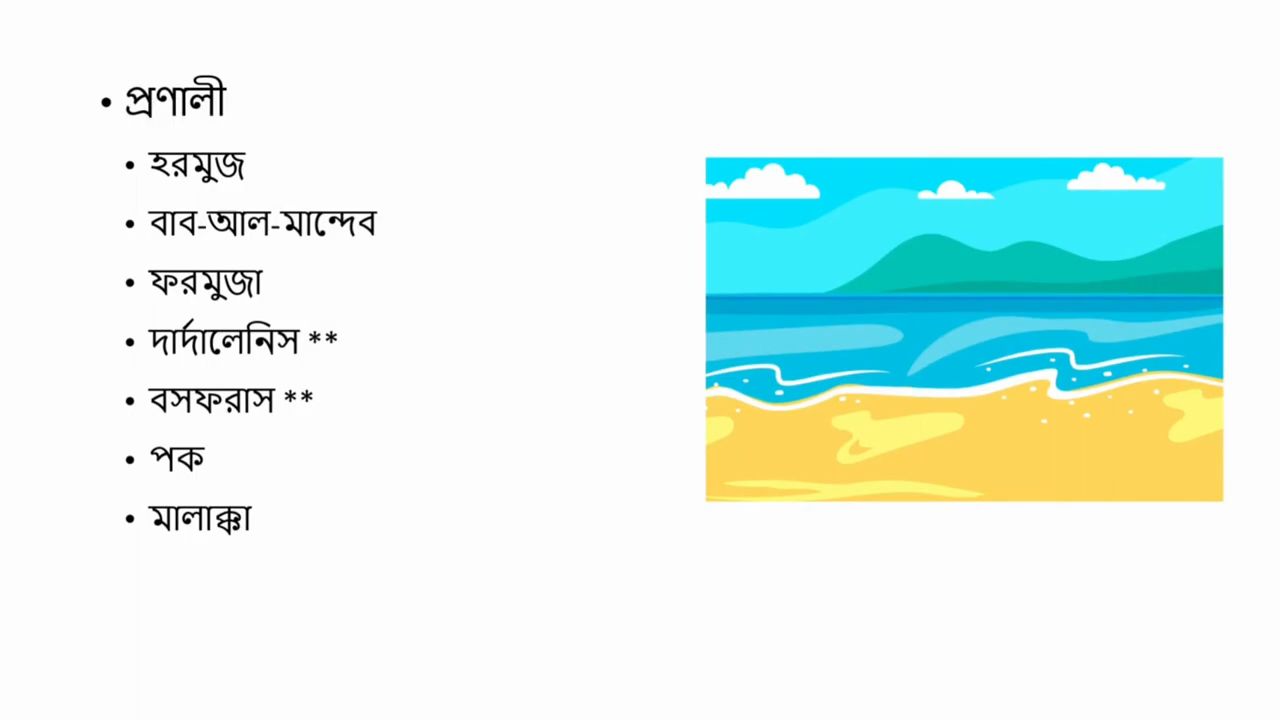 • প্রণালী
• হরমুজ
• বাব-আল-মান্দেব
• ফরমুজা
• দার্দালেনিস **
• বসফরাস **
• পক
• মালাক্কা